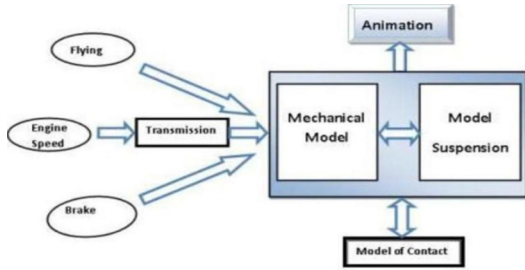 Animation
Flying
Engine
Speed
Transmission
Mechanical
Model
Model
Suspension
Brake
Model of Contact